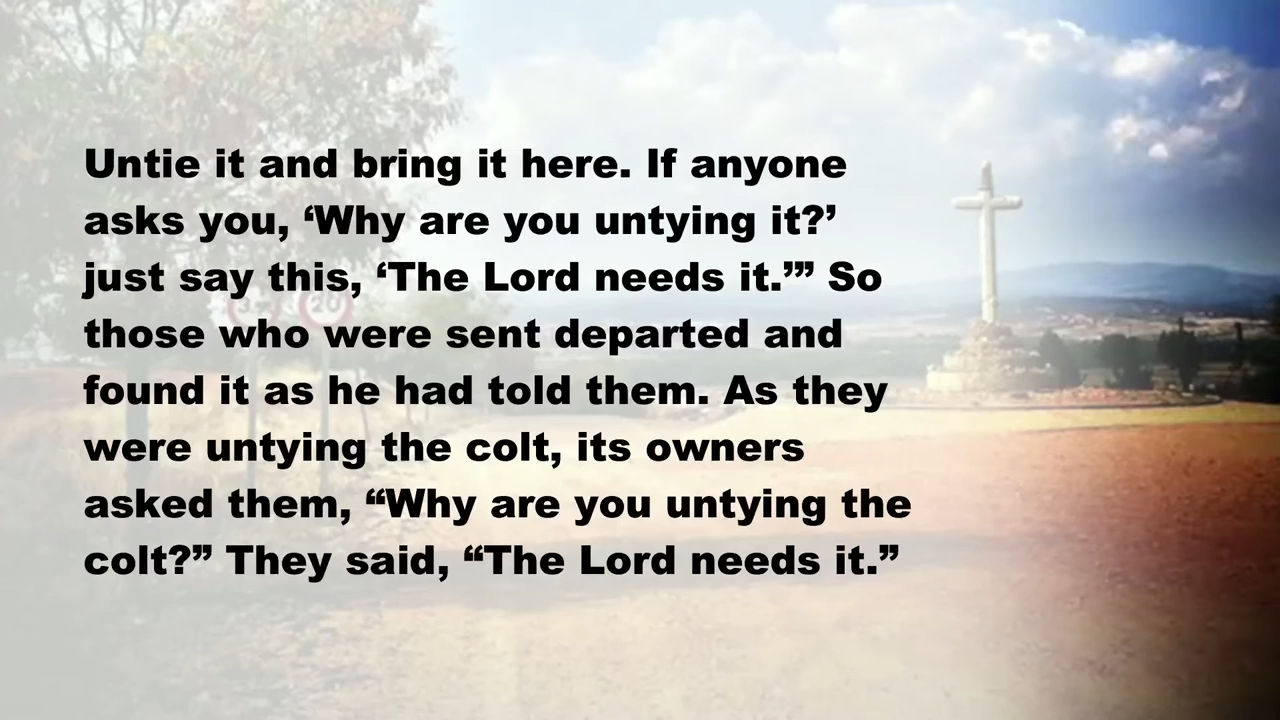 Untie it and bring it here. If anyone
asks you, ‘Why are you untying it?’
just say this, ‘The Lord needs it.’” So
those who were sent departed and
found it as he had told them. As they
were untying the colt, its owners
asked them, “Why are you untying the
colt?” They said, “The Lord needs it.”